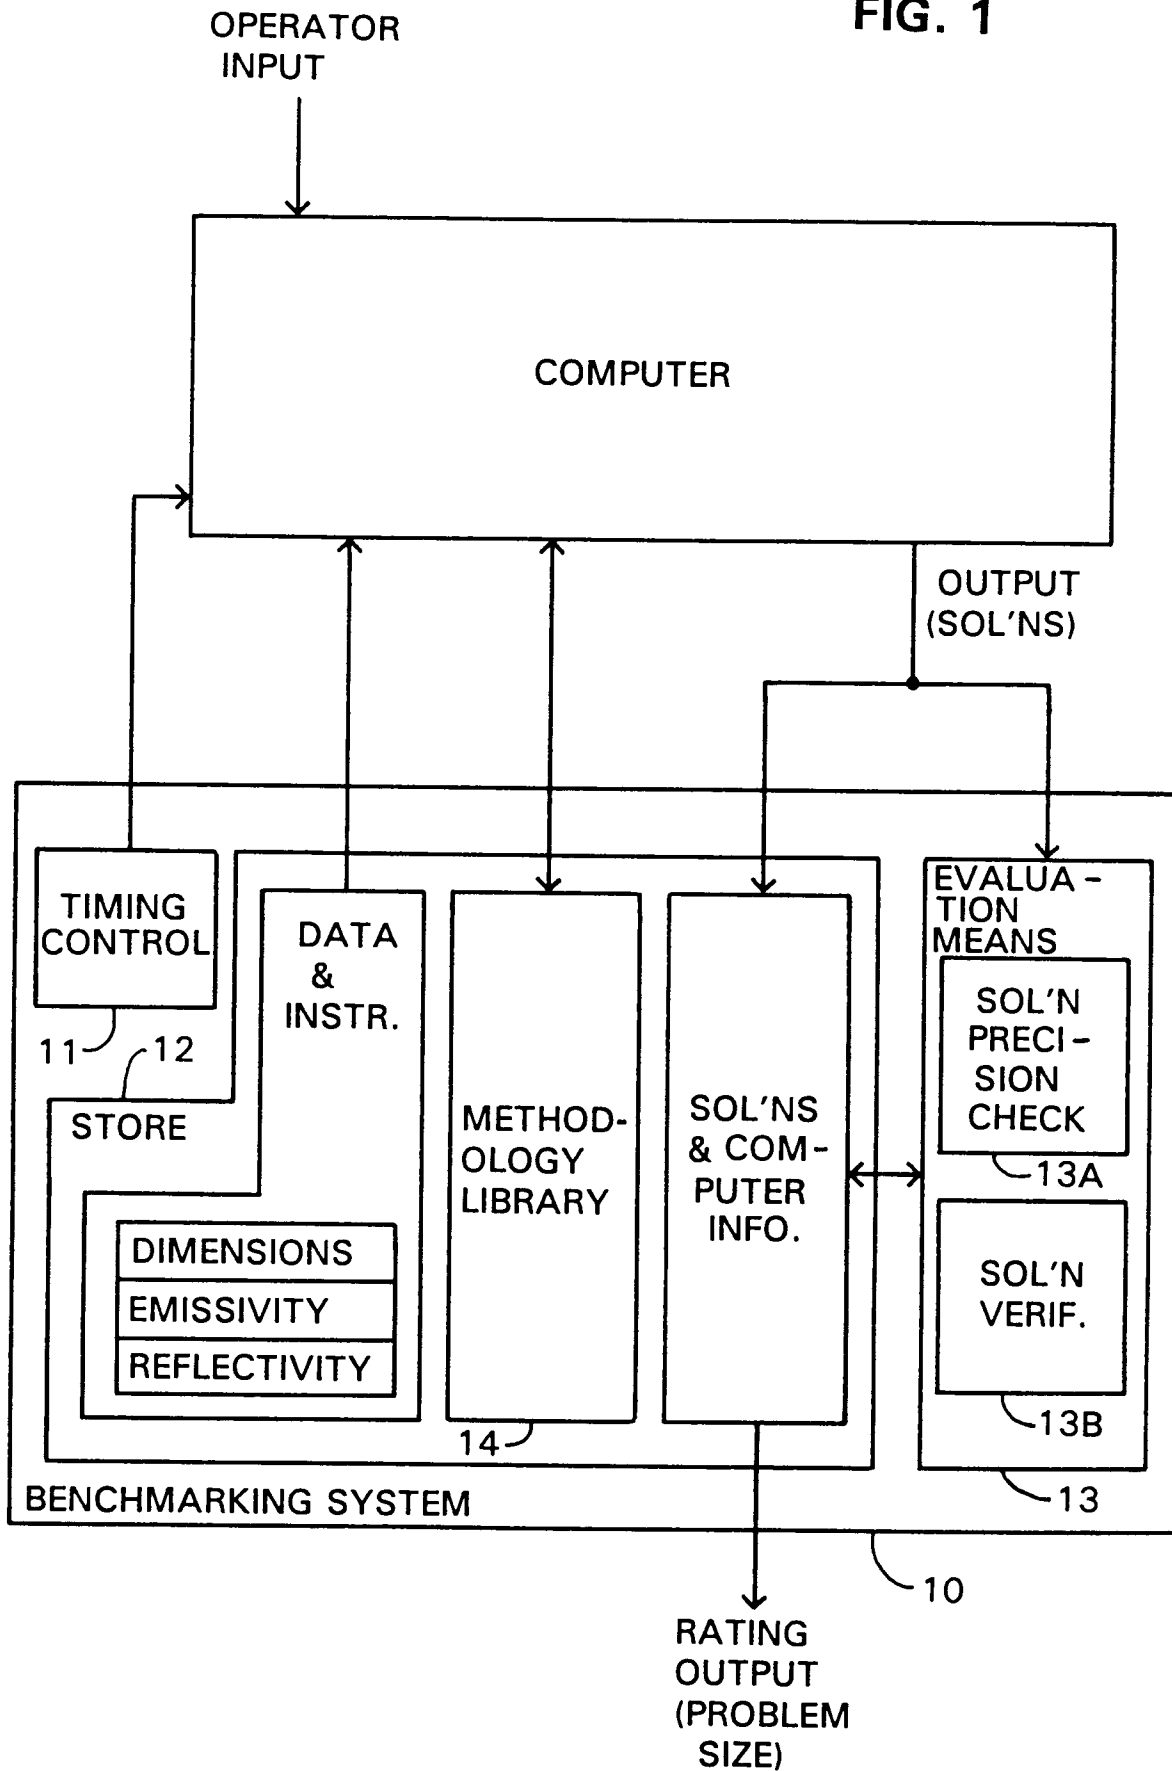 FIG. 1
OPERATOR
INPUT
COMPUTER
OUTPUT
(SOL'NS)
TIMING
CONTROL
11
12
STORE
DATA
&
INSTR.
DIMENSIONS
EMISSIVITY
REFLECTIVITY
METHOD-
OLOGY
LIBRARY
14
SOL'NS
& COM-
PUTER
INFO.
EVALUA-
TION
MEANS
SOL'N
PRECI-
SION
CHECK
13A
SOL'N
VERIF.
13B
13
BENCHMARKING SYSTEM
10
RATING
OUTPUT
(PROBLEM
SIZE)